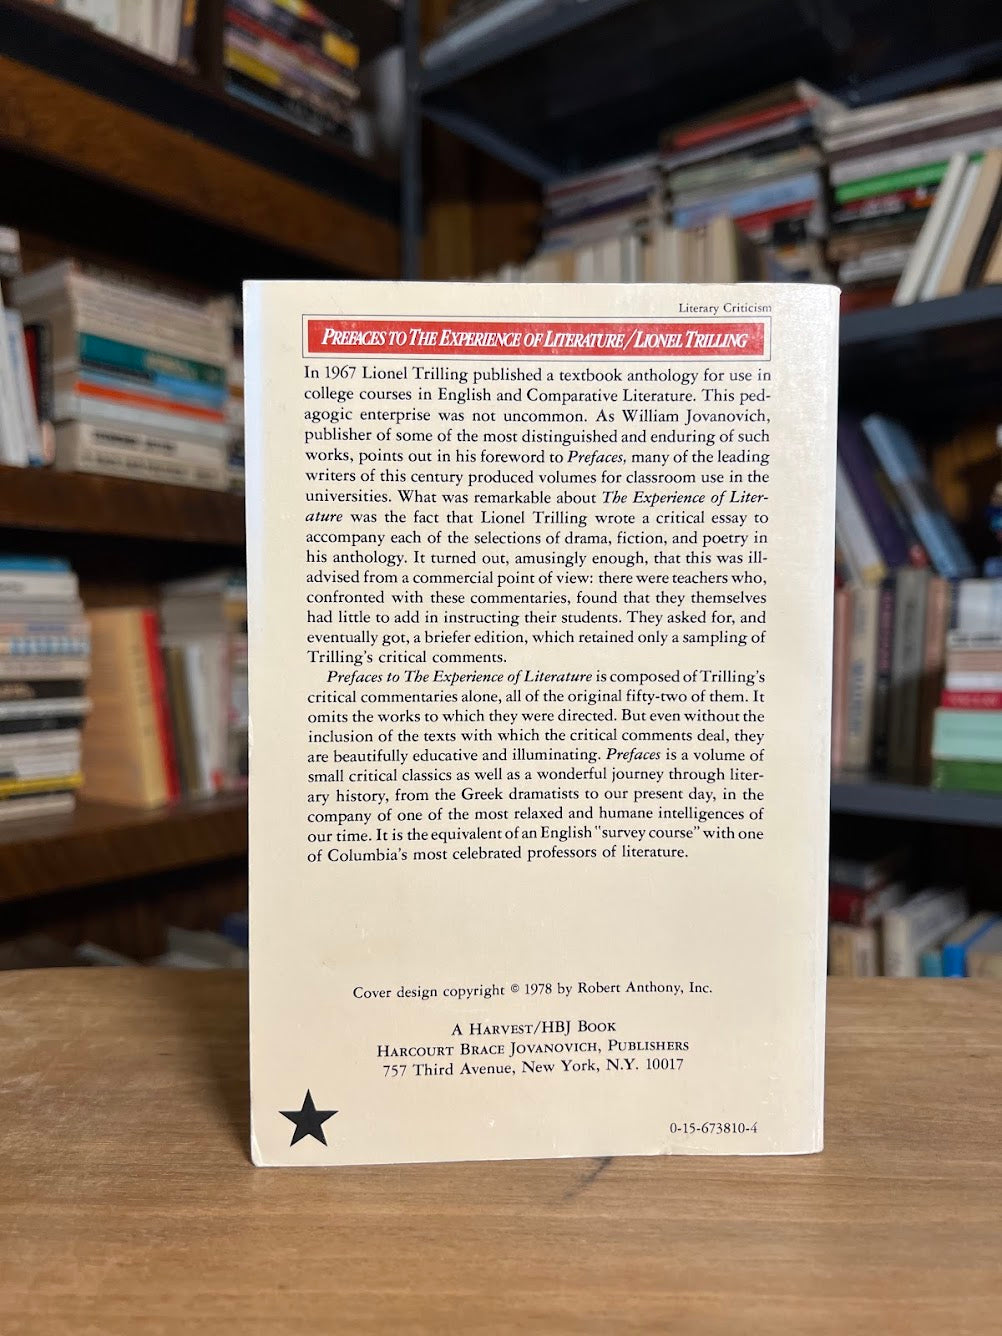 Literary Criticism
PREFACES TO THE EXPERIENCE OF LITERATURE/LIONEL TRILLING
In 1967 Lionel Trilling published a textbook anthology for use in
college courses in English and Comparative Literature. This ped-
agogic enterprise was not uncommon. As William Jovanovich,
publisher of some of the most distinguished and enduring of such
works, points out in his foreword to Prefaces, many of the leading
writers of this century produced volumes for classroom use in the
universities. What was remarkable about The Experience of Liter-
ature was the fact that Lionel Trilling wrote a critical essay to
accompany each of the selections of drama, fiction, and poetry in
his anthology. It turned out, amusingly enough, that this was ill-
advised from a commercial point of view: there were teachers who,
confronted with these commentaries, found that they themselves
had little to add in instructing their students. They asked for, and
eventually got, a briefer edition, which retained only a sampling of
Trilling's critical comments.
Prefaces to The Experience of Literature is composed of Trilling's
critical commentaries alone, all of the original fifty-two of them. It
omits the works to which they were directed. But even without the
inclusion of the texts with which the critical comments deal, they
are beautifully educative and illuminating. Prefaces is a volume of
small critical classics as well as a wonderful journey through liter-
ary history, from the Greek dramatists to our present day, in the
company of one of the most relaxed and humane intelligences of
our time. It is the equivalent of an English "survey course" with one
of Columbia's most celebrated professors of literature.
Cover design copyright © 1978 by Robert Anthony, Inc.
A HARVEST/HBJ BOOK
HARCOURT BRACE JOVANOVICH, PUBLISHERS
757 Third Avenue, New York, N.Y. 10017
0-15-673810-4